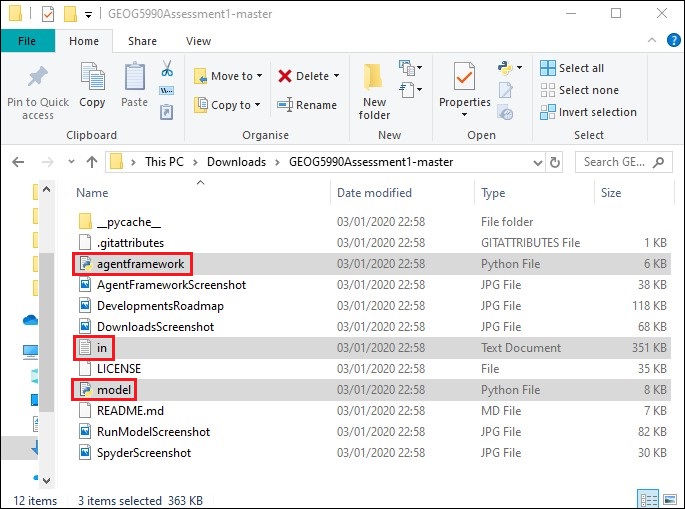 GEOG5990Assessment1-master
File Home Share View
Pin to Quick access
Copy
Paste
Clipboard
Move to
Copy to
Delete
Rename
Organise
New folder
New
Properties
Open
Select all
Select none
Invert selection
Select
This PC > Downloads > GEOG5990Assessment1-master
Search GE...
Name Date modified Type Size
__pycache__ 03/01/2020 22:58 File folder
.gitattributes 03/01/2020 22:58 GITATTRIBUTES File 1 KB
agentframework 03/01/2020 22:58 Python File 6 KB
AgentFrameworkScreenshot 03/01/2020 22:58 JPG File 38 KB
DevelopmentsRoadmap 03/01/2020 22:58 JPG File 118 KB
DownloadsScreenshot 03/01/2020 22:58 JPG File 68 KB
in 03/01/2020 22:58 Text Document 351 KB
LICENSE 03/01/2020 22:58 File 35 KB
model 03/01/2020 22:58 Python File 8 KB
README.md 03/01/2020 22:58 MD File 7 KB
RunModelScreenshot 03/01/2020 22:58 JPG File 82 KB
SpyderScreenshot 03/01/2020 22:58 JPG File 30 KB
12 items 3 items selected 363 KB